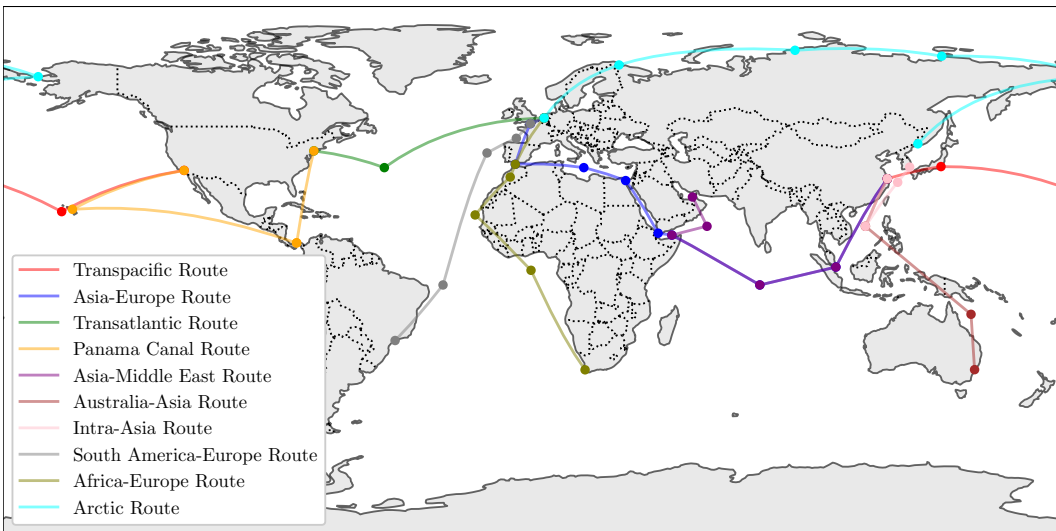 Transpacific Route
Asia-Europe Route
Transatlantic Route
Panama Canal Route
Asia-Middle East Route
Australia-Asia Route
Intra-Asia Route
South America-Europe Route
Africa-Europe Route
Arctic Route